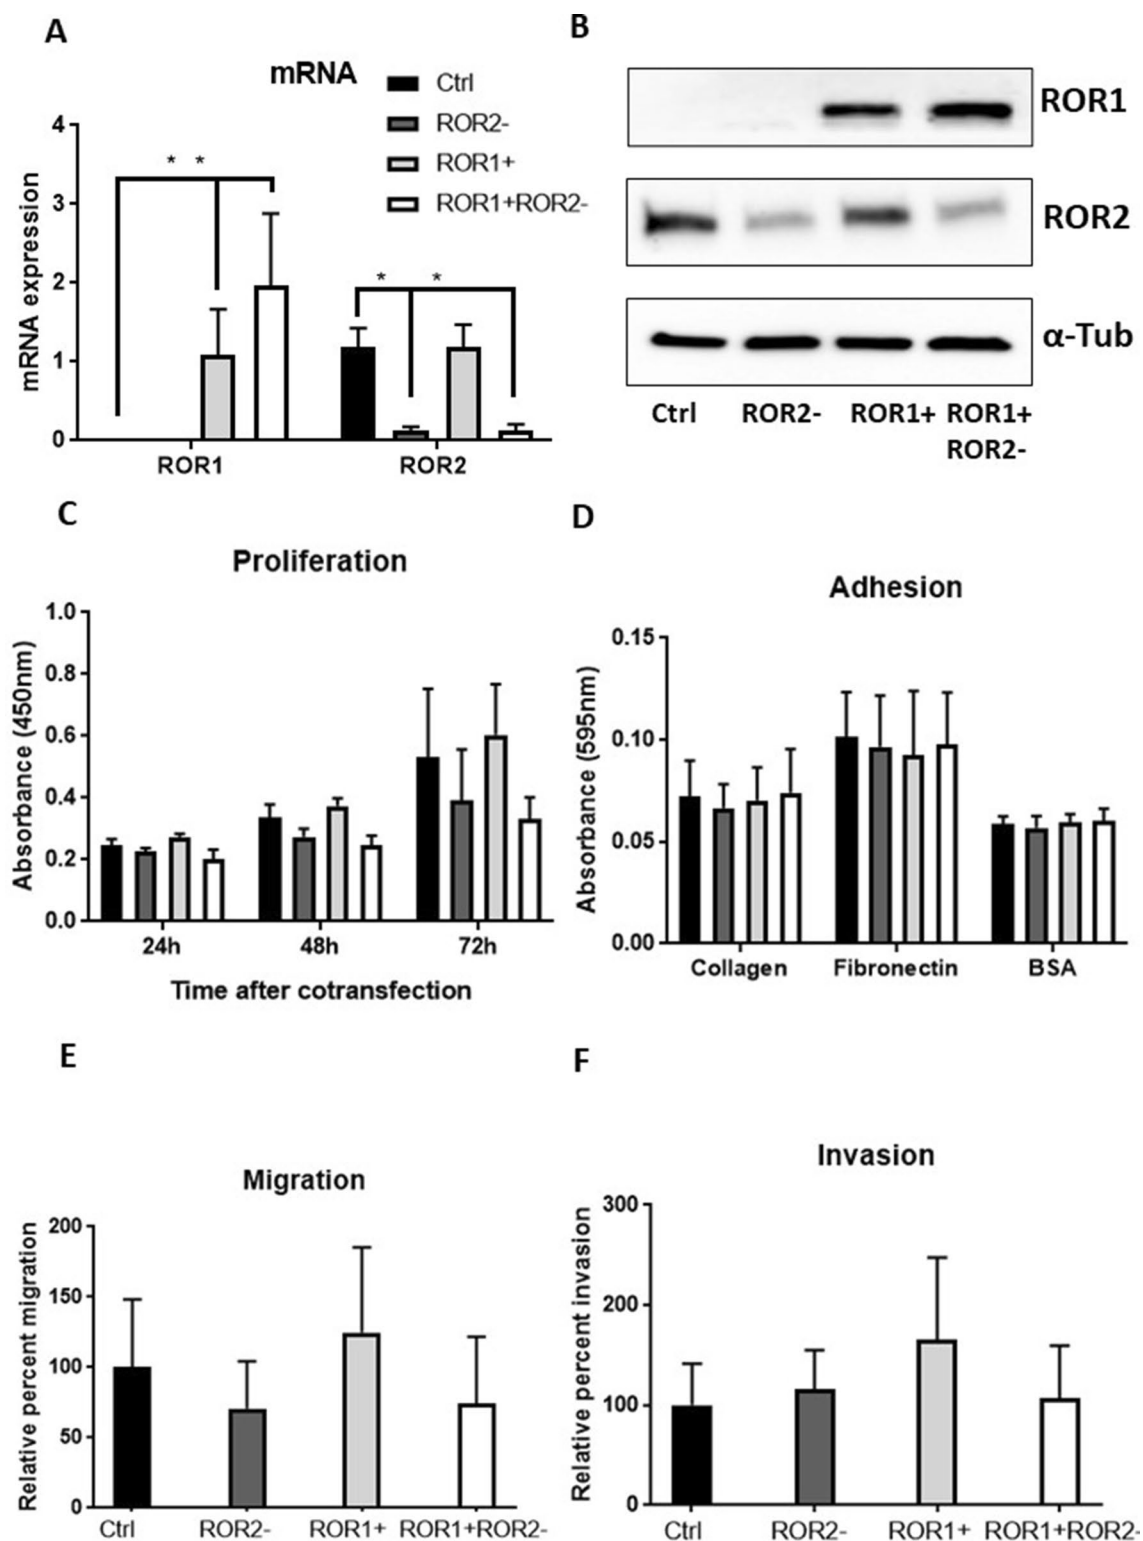 A
mRNA
Ctrl
ROR2-
ROR1+
ROR1+ROR2-
mRNA expression
4
3
2
1
0
* *
* *
ROR1
ROR2
B
ROR1
ROR2
α-Tub
Ctrl
ROR2-
ROR1+
ROR1+
ROR2-
C
Proliferation
Absorbance (450nm)
1.0
0.8
0.6
0.4
0.2
0.0
24h
48h
72h
Time after cotransfection
D
Adhesion
Absorbance (595nm)
0.15
0.10
0.05
0.00
Collagen
Fibronectin
BSA
E
Migration
Relative percent migration
200
150
100
50
0
Ctrl
ROR2-
ROR1+
ROR1+ROR2-
F
Invasion
Relative percent invasion
300
200
100
0
Ctrl
ROR2-
ROR1+
ROR1+ROR2-